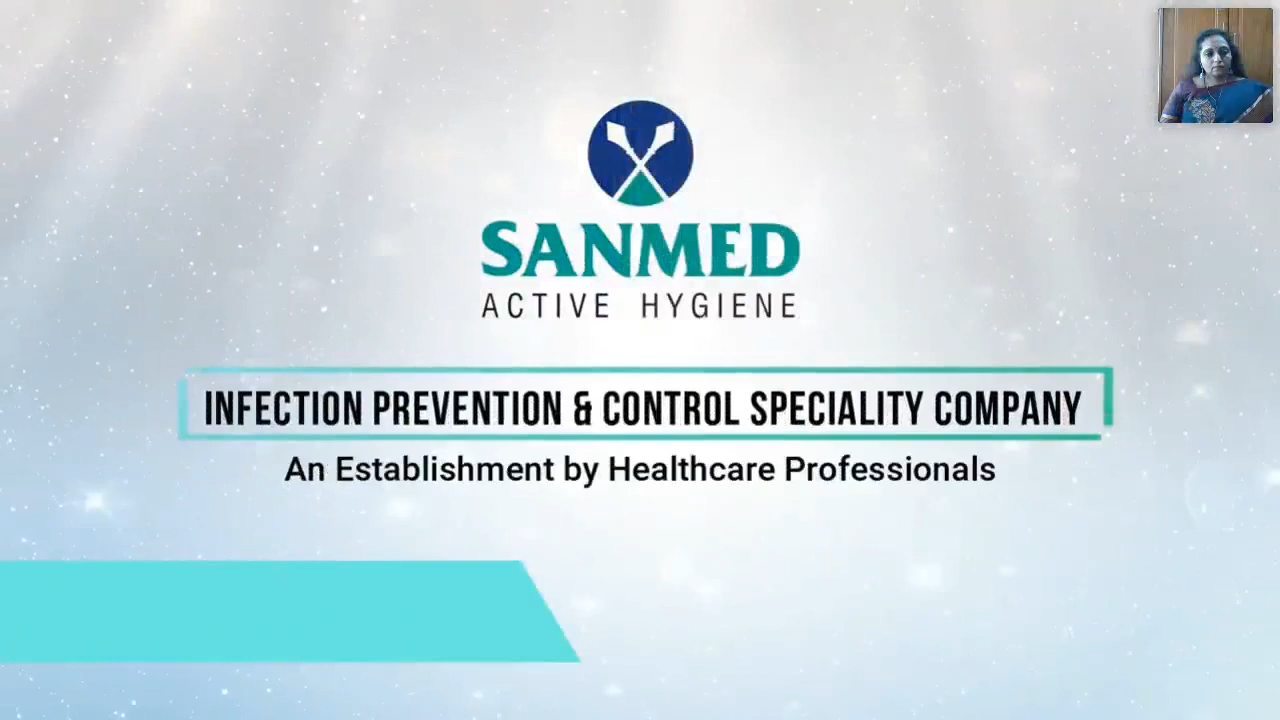 SANMED
ACTIVE HYGIENE
INFECTION PREVENTION & CONTROL SPECIALITY COMPANY
An Establishment by Healthcare Professionals